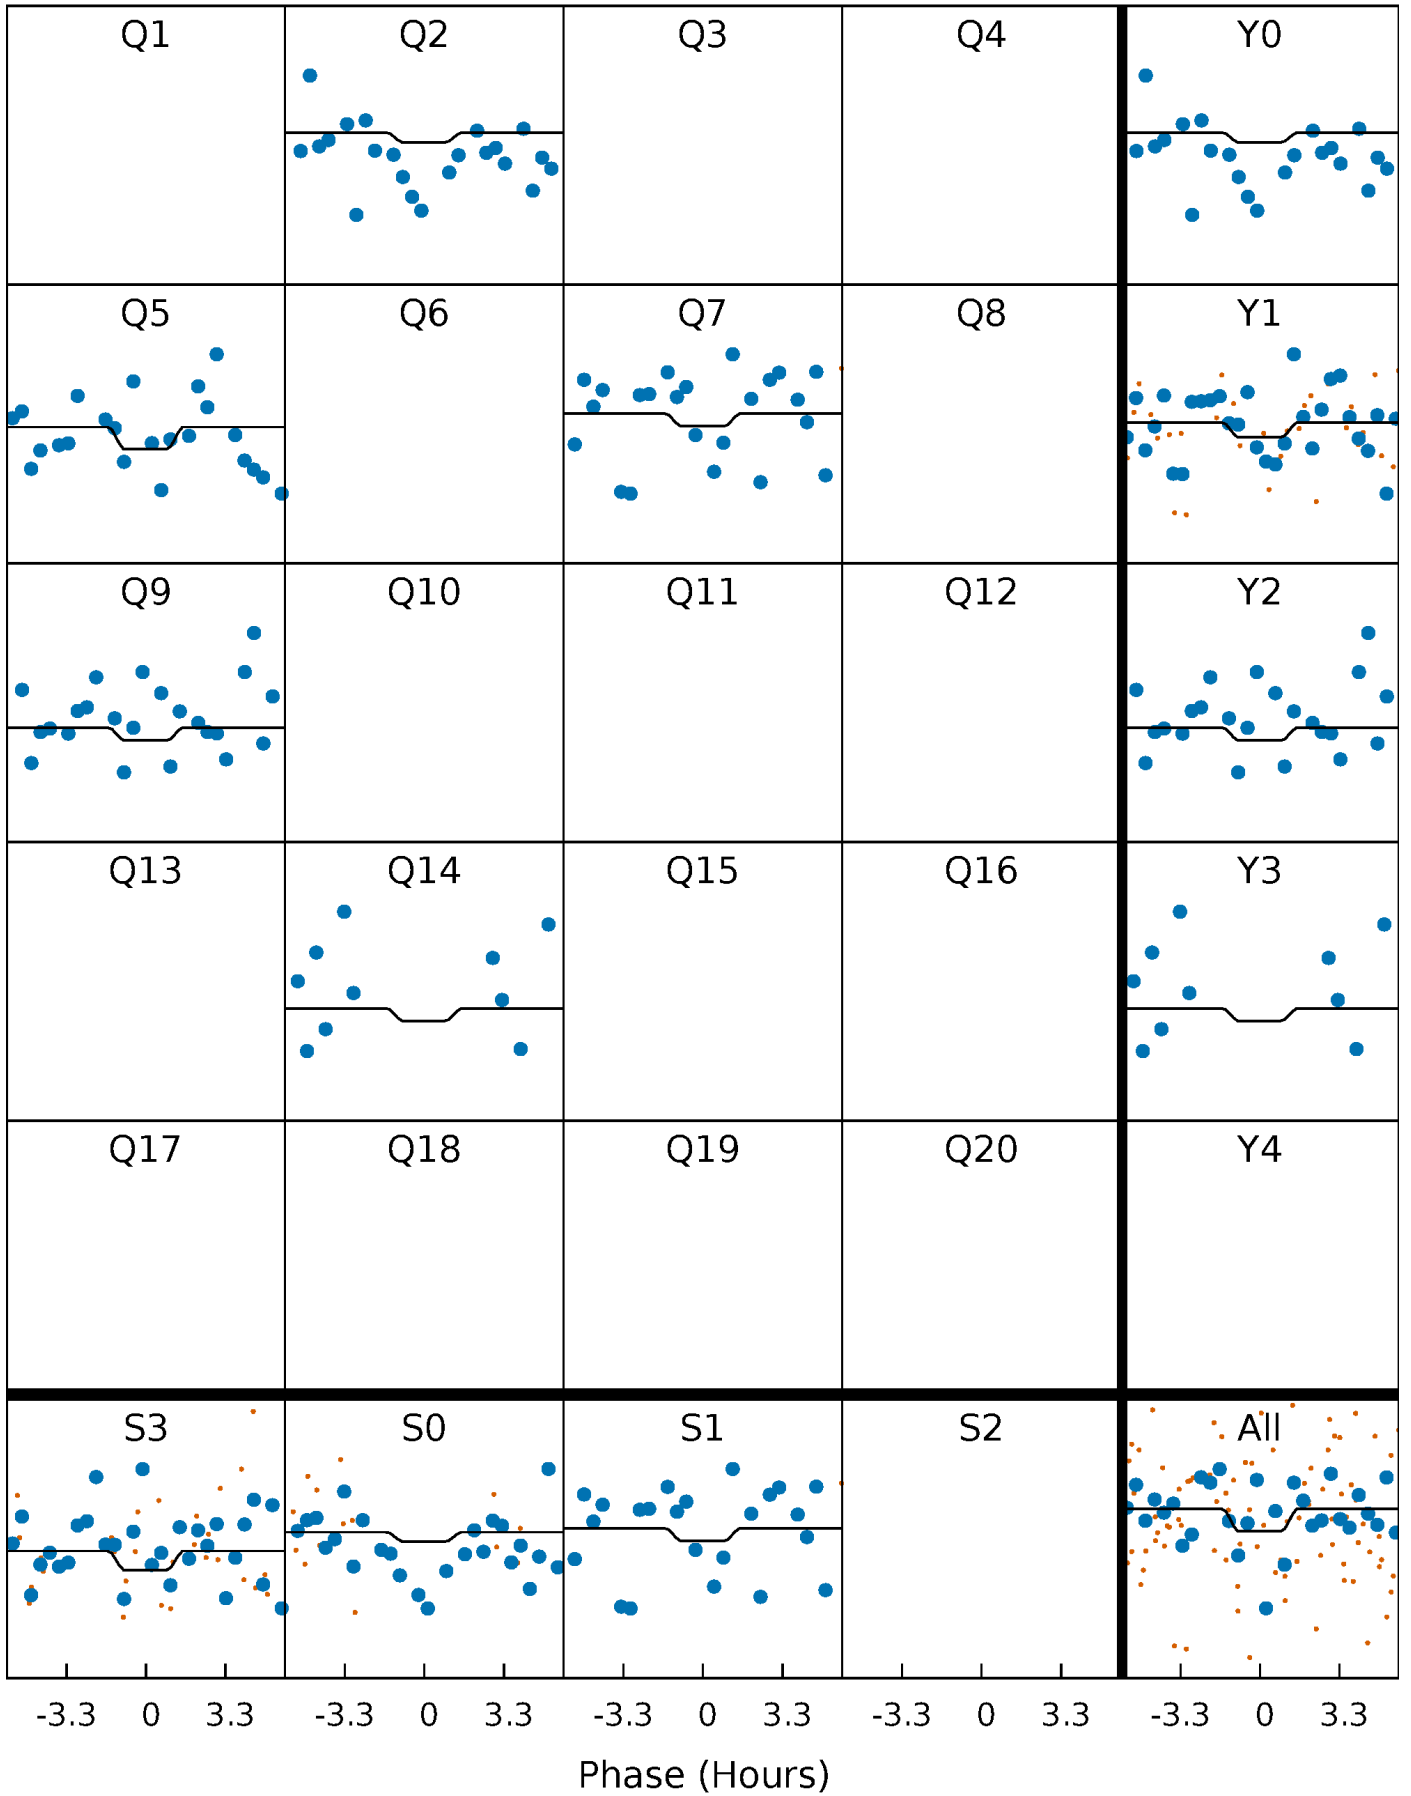 Q1 Q2 Q3 Q4 Y0
Q5 Q6 Q7 Q8 Y1
Q9 Q10 Q11 Q12 Y2
Q13 Q14 Q15 Q16 Y3
Q17 Q18 Q19 Q20 Y4
S3 S0 S1 S2 All
-3.3 0 3.3 -3.3 0 3.3 -3.3 0 3.3 -3.3 0 3.3 -3.3 0 3.3
Phase (Hours)